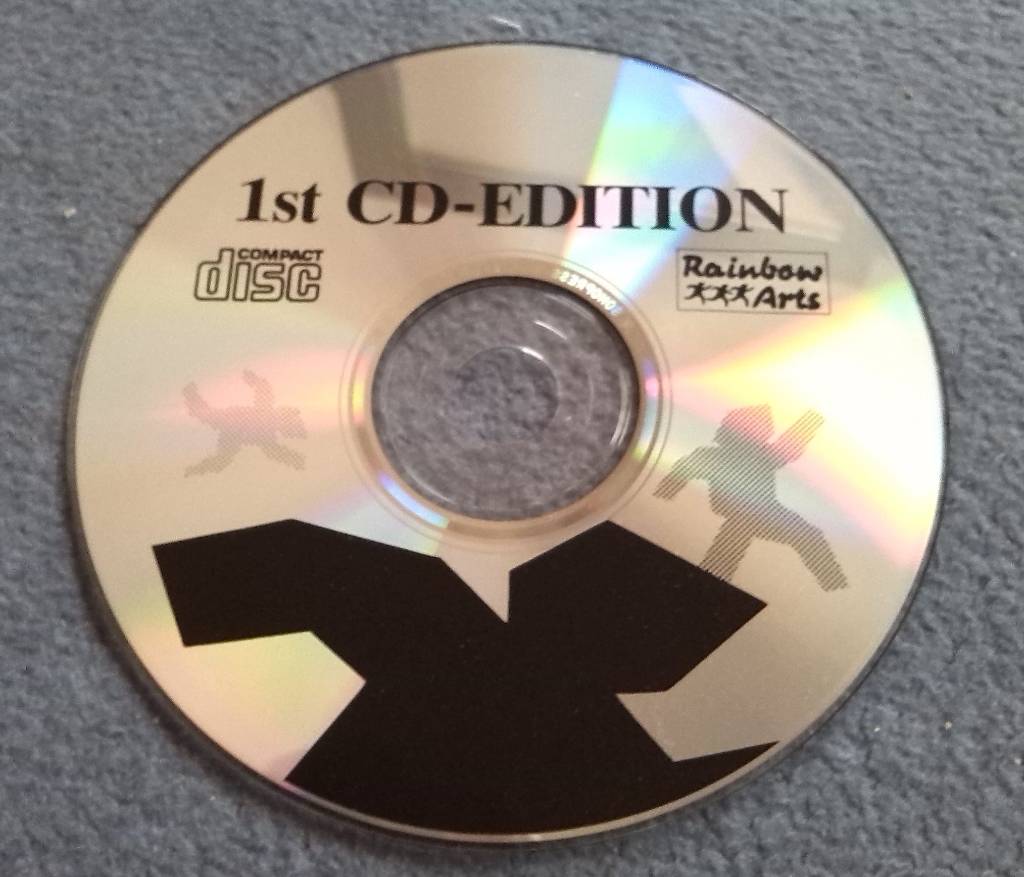 1st CD-EDITION
COMPACT
disc
Rainbow
Arts